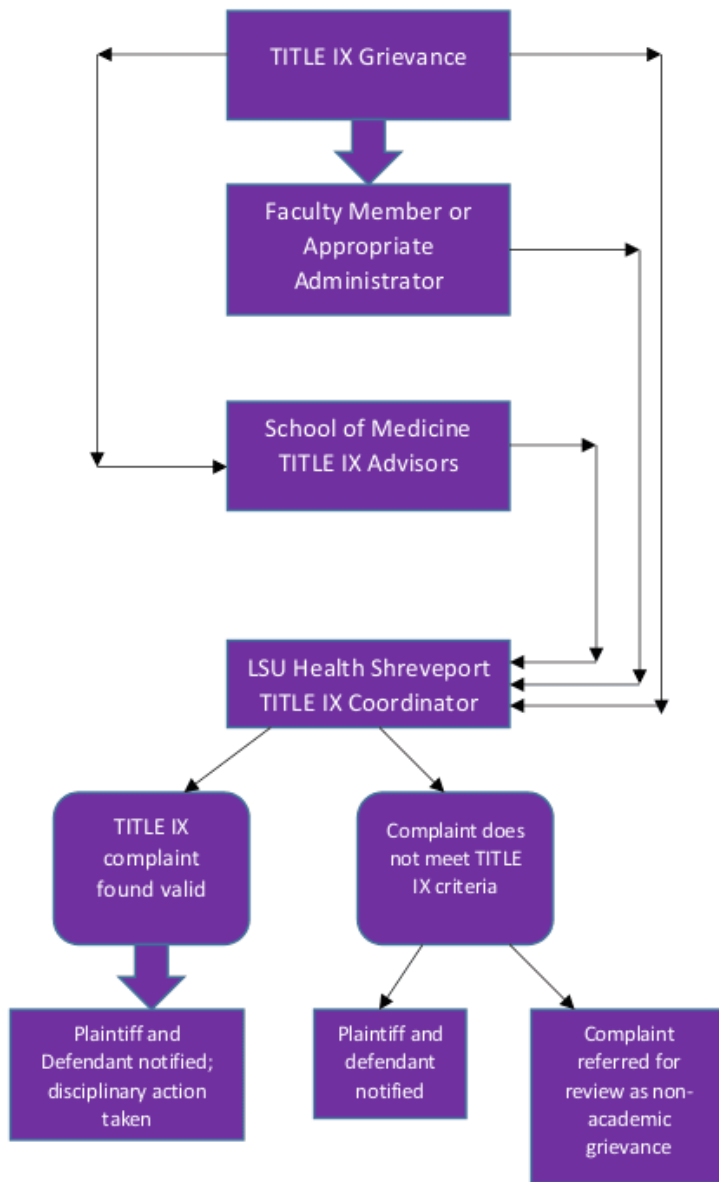 TITLE IX Grievance
Faculty Member or
Appropriate
Administrator
School of Medicine
TITLE IX Advisors
LSU Health Shreveport
TITLE IX Coordinator
TITLE IX
complaint
found valid
Complaint does
not meet TITLE
IX criteria
Plaintiff and
Defendant notified;
disciplinary action
taken
Plaintiff and
defendant
notified
Complaint
referred for
review as non-
academic
grievance